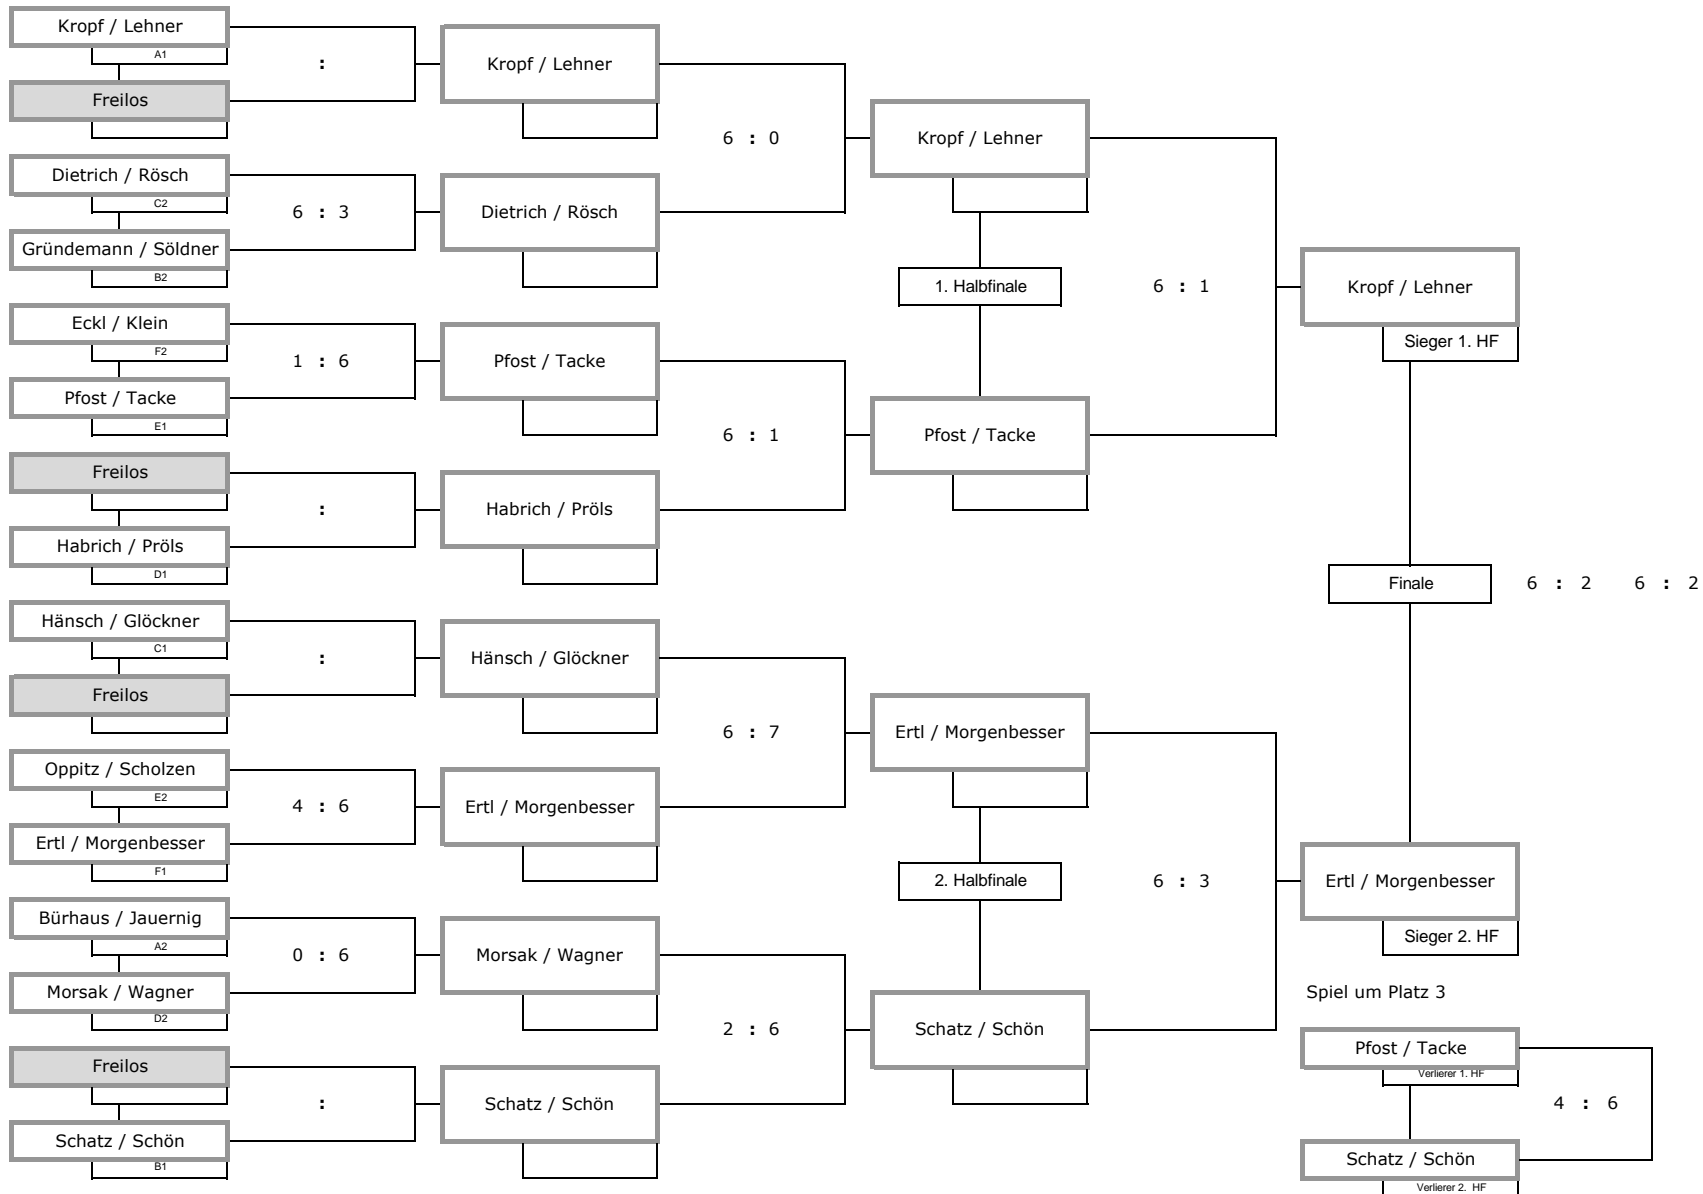 Kropf / Lehner
A1
:
Freilos
Kropf / Lehner
6 : 0
Dietrich / Rösch
C2
6 : 3
Gründemann / Söldner
B2
Dietrich / Rösch
Kropf / Lehner
1. Halbfinale
6 : 1
Eckl / Klein
F2
1 : 6
Pfost / Tacke
E1
Pfost / Tacke
6 : 1
Freilos
:
Habrich / Pröls
D1
Habrich / Pröls
Pfost / Tacke
Kropf / Lehner
Sieger 1. HF
Finale
6 : 2 6 : 2
Hänsch / Glöckner
C1
:
Freilos
Hänsch / Glöckner
6 : 7
Oppitz / Scholzen
E2
4 : 6
Ertl / Morgenbesser
F1
Ertl / Morgenbesser
Ertl / Morgenbesser
2. Halbfinale
6 : 3
Bürhaus / Jauernig
A2
0 : 6
Morsak / Wagner
D2
Morsak / Wagner
2 : 6
Freilos
:
Schatz / Schön
B1
Schatz / Schön
Schatz / Schön
Ertl / Morgenbesser
Sieger 2. HF
Spiel um Platz 3
Pfost / Tacke
Verlierer 1. HF
4 : 6
Schatz / Schön
Verlierer 2. HF